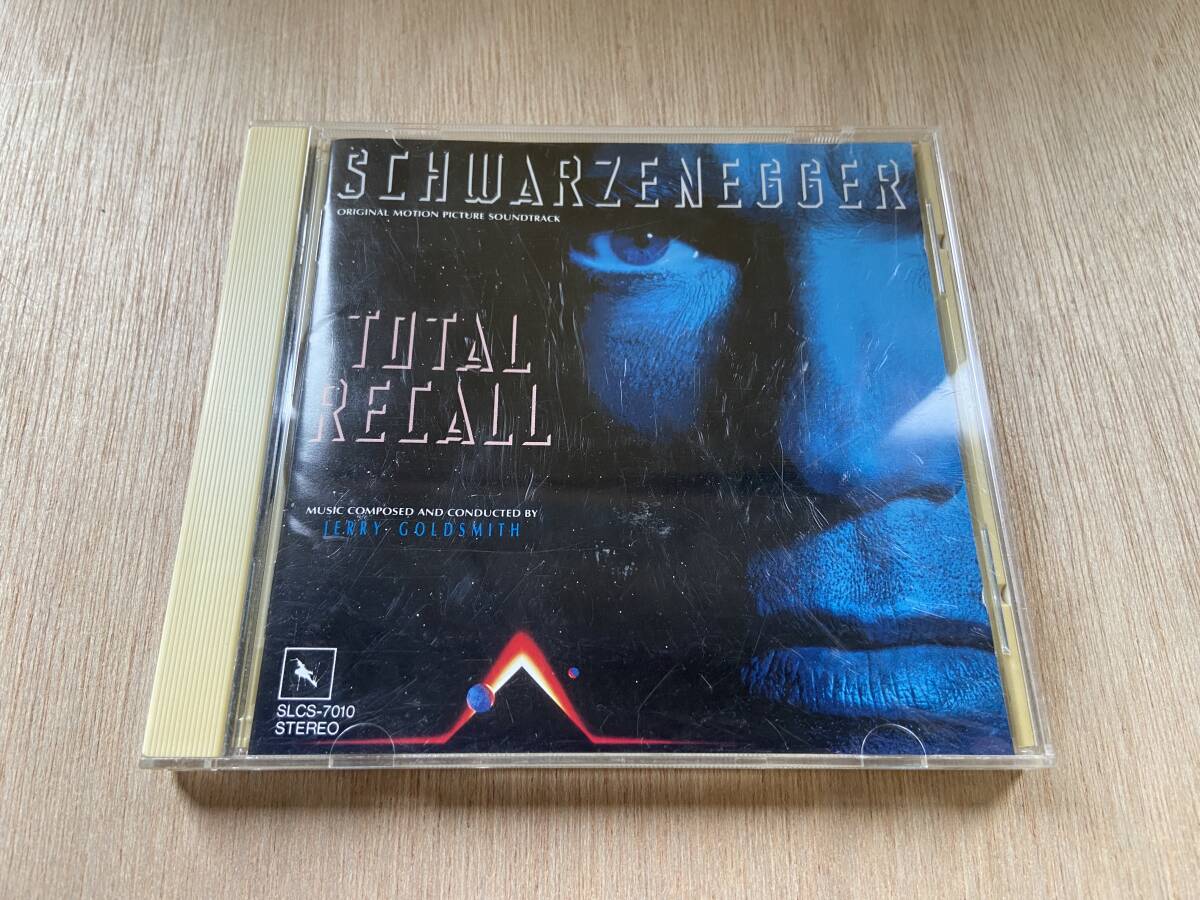 SCHWARZENEGGER
ORIGINAL MOTION PICTURE SOUNDTRACK
TOTAL
RECALL
MUSIC COMPOSED AND CONDUCTED BY
JERRY GOLDSMITH
SLCS-7010
STEREO